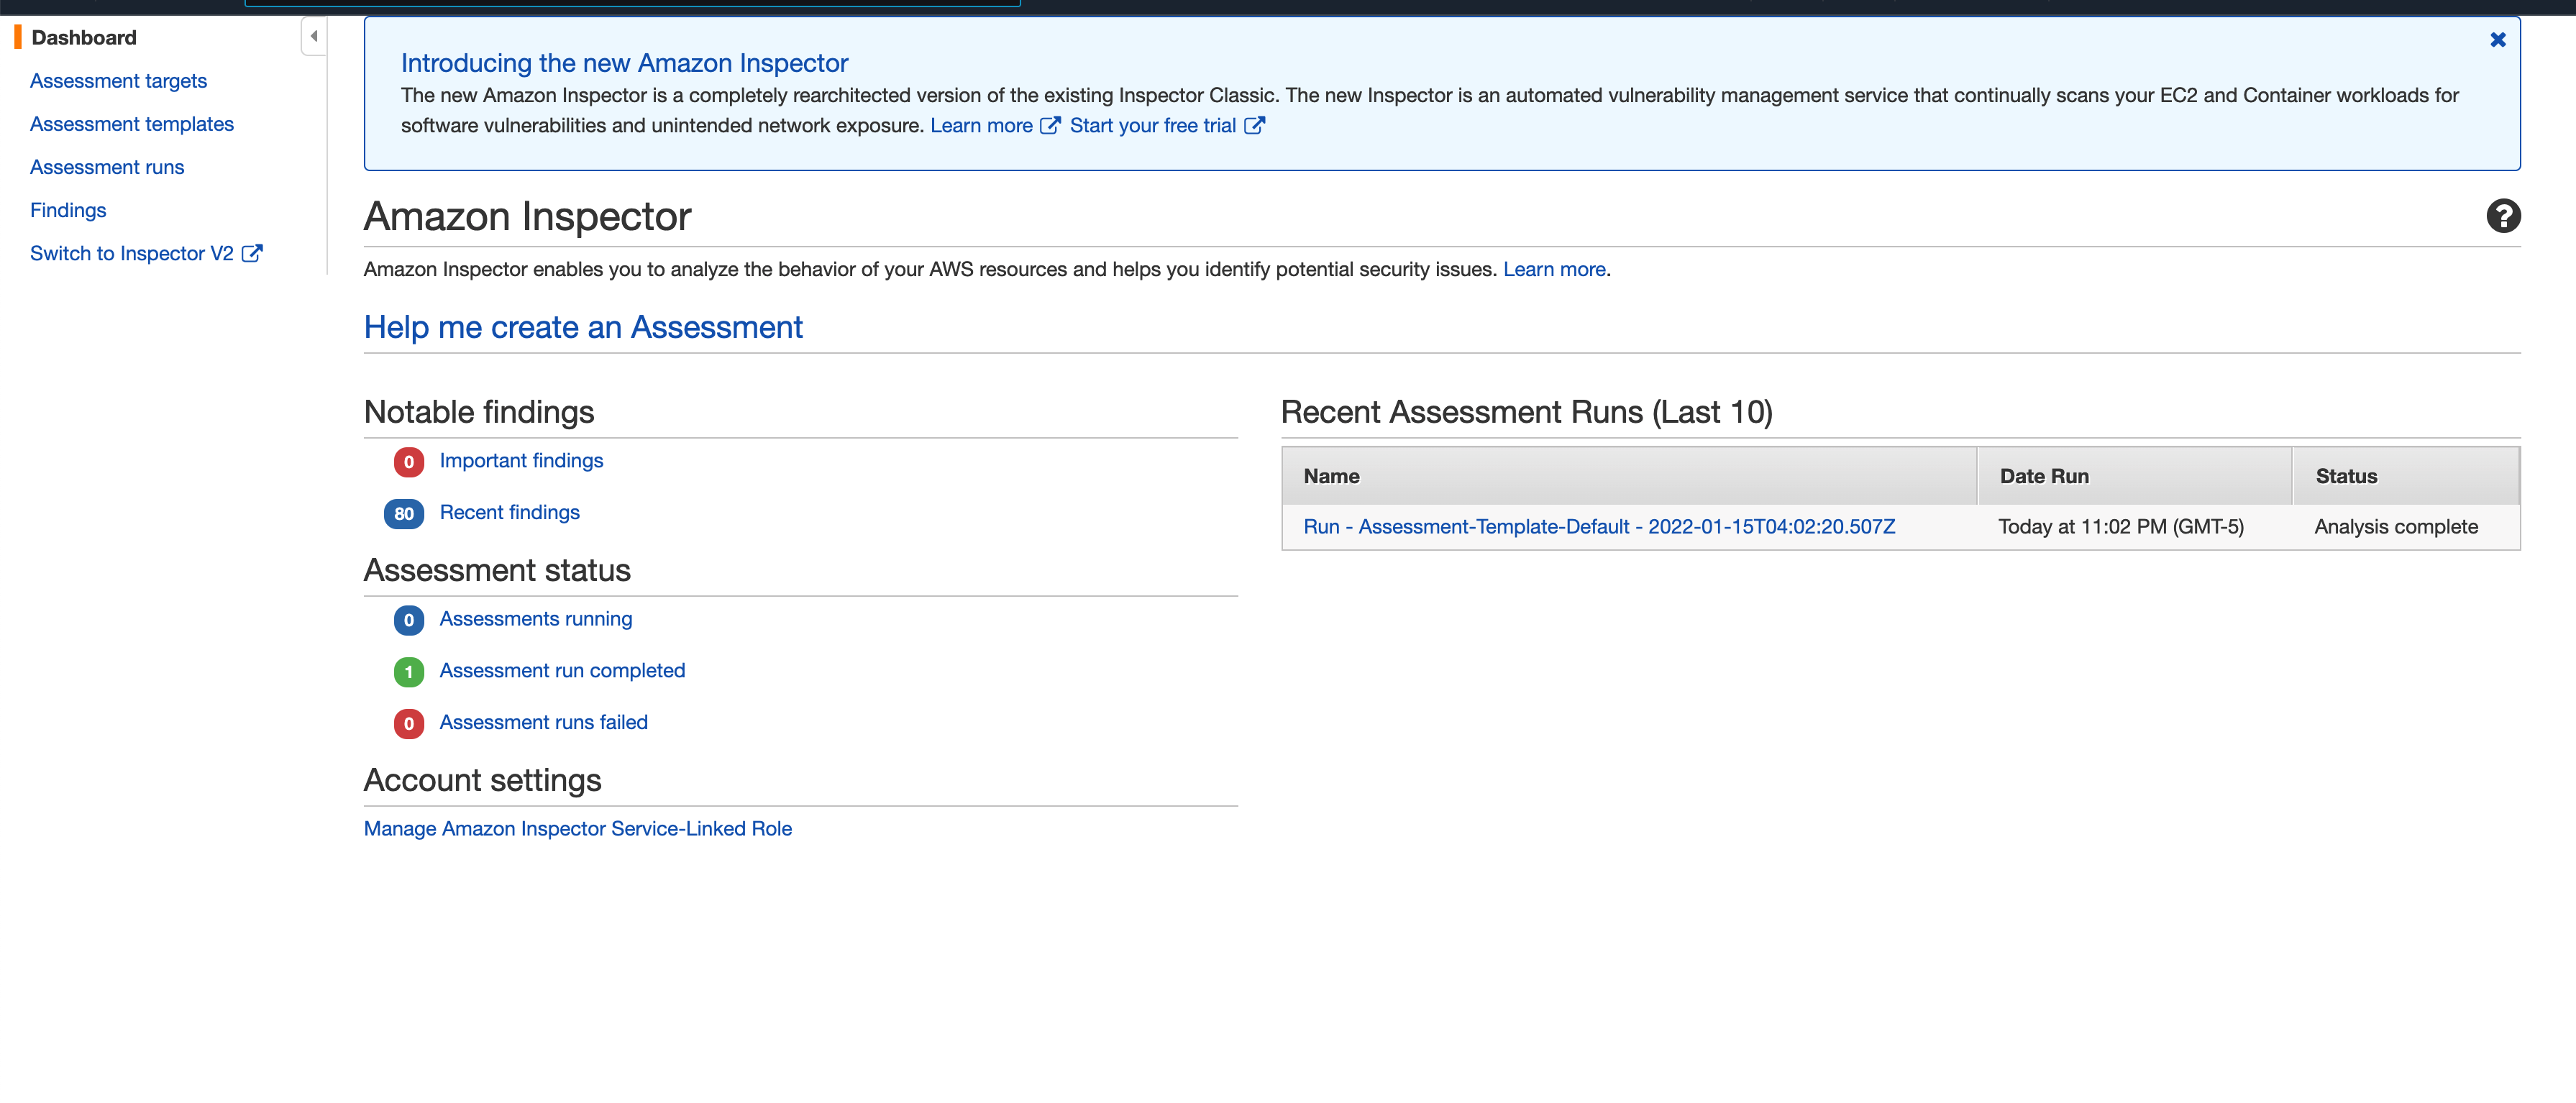 Dashboard
Assessment targets
Assessment templates
Assessment runs
Findings
Switch to Inspector V2
Introducing the new Amazon Inspector
The new Amazon Inspector is a completely rearchitected version of the existing Inspector Classic. The new Inspector is an automated vulnerability management service that continually scans your EC2 and Container workloads for
software vulnerabilities and unintended network exposure. Learn more Start your free trial
Amazon Inspector
Amazon Inspector enables you to analyze the behavior of your AWS resources and helps you identify potential security issues. Learn more.
Help me create an Assessment
Notable findings
0 Important findings
80 Recent findings
Assessment status
0 Assessments running
1 Assessment run completed
0 Assessment runs failed
Account settings
Manage Amazon Inspector Service-Linked Role
Recent Assessment Runs (Last 10)
Name Date Run Status
Run - Assessment-Template-Default - 2022-01-15T04:02:20.507Z Today at 11:02 PM (GMT-5) Analysis complete